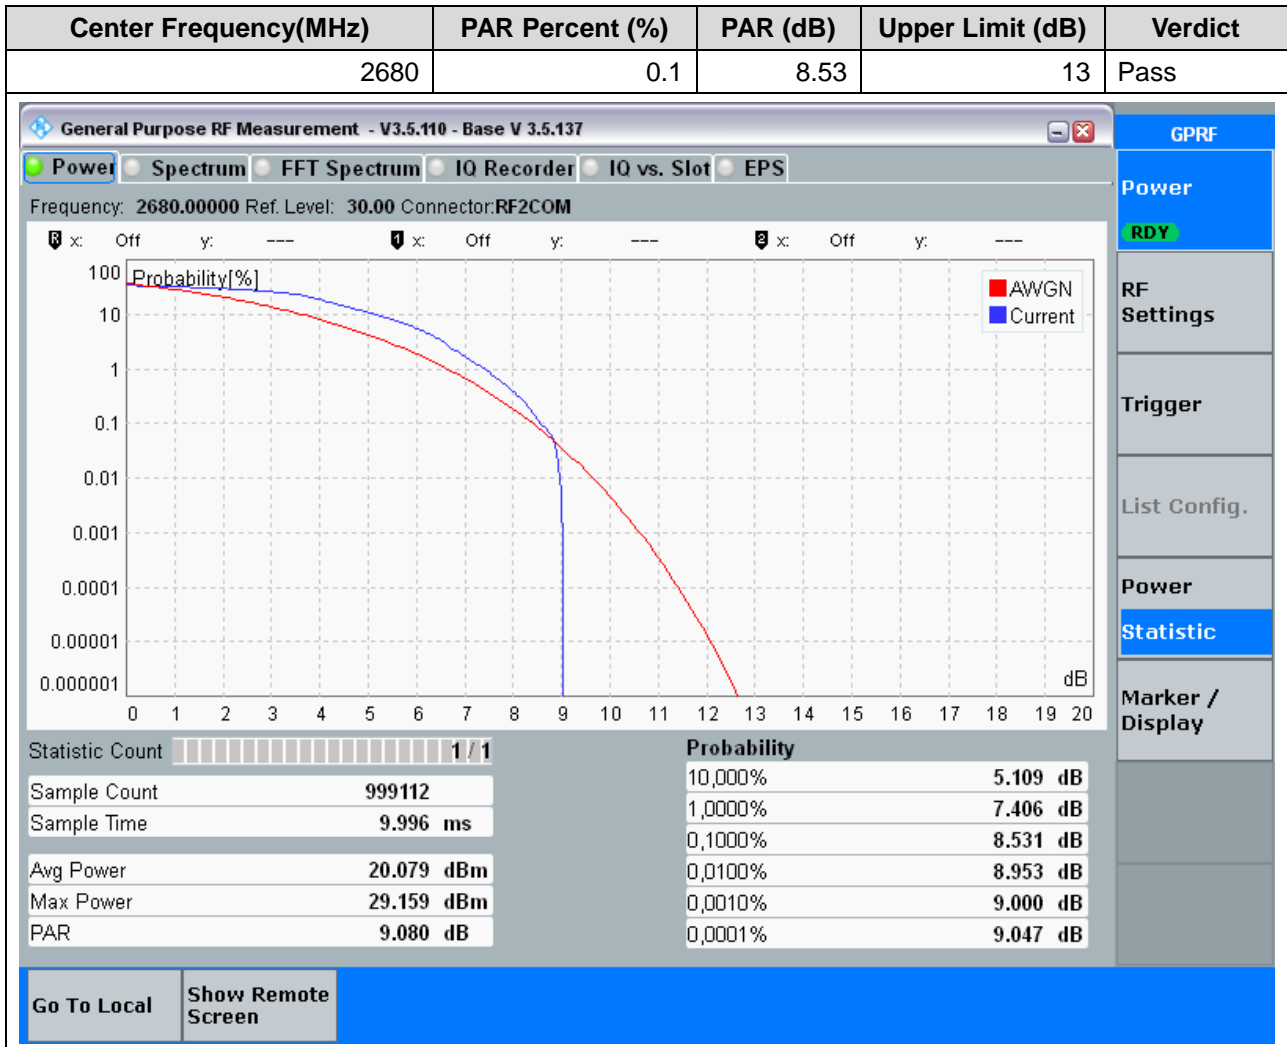 Center Frequency(MHz) PAR Percent (%) PAR (dB) Upper Limit (dB) Verdict
2680 0.1 8.53 13 Pass
General Purpose RF Measurement - V3.5.110 - Base V 3.5.137
GPRF
Power Spectrum FFT Spectrum IQ Recorder IQ vs. Slot EPS
Frequency: 2680.00000 Ref. Level: 30.00 Connector:RF2COM
R x: Off y: --- 1 x: Off y: --- 2 x: Off y: ---
Probability[%]
100
10
1
0.1
0.01
0.001
0.0001
0.00001
0.000001
AWGN
Current
dB
0 1 2 3 4 5 6 7 8 9 10 11 12 13 14 15 16 17 18 19 20
Statistic Count 1 / 1
Sample Count 999112
Sample Time 9.996 ms
Avg Power 20.079 dBm
Max Power 29.159 dBm
PAR 9.080 dB
Probability
10,000% 5.109 dB
1,0000% 7.406 dB
0,1000% 8.531 dB
0,0100% 8.953 dB
0,0010% 9.000 dB
0,0001% 9.047 dB
Power
RDY
RF
Settings
Trigger
List Config.
Power
Statistic
Marker /
Display
Go To Local
Show Remote
Screen